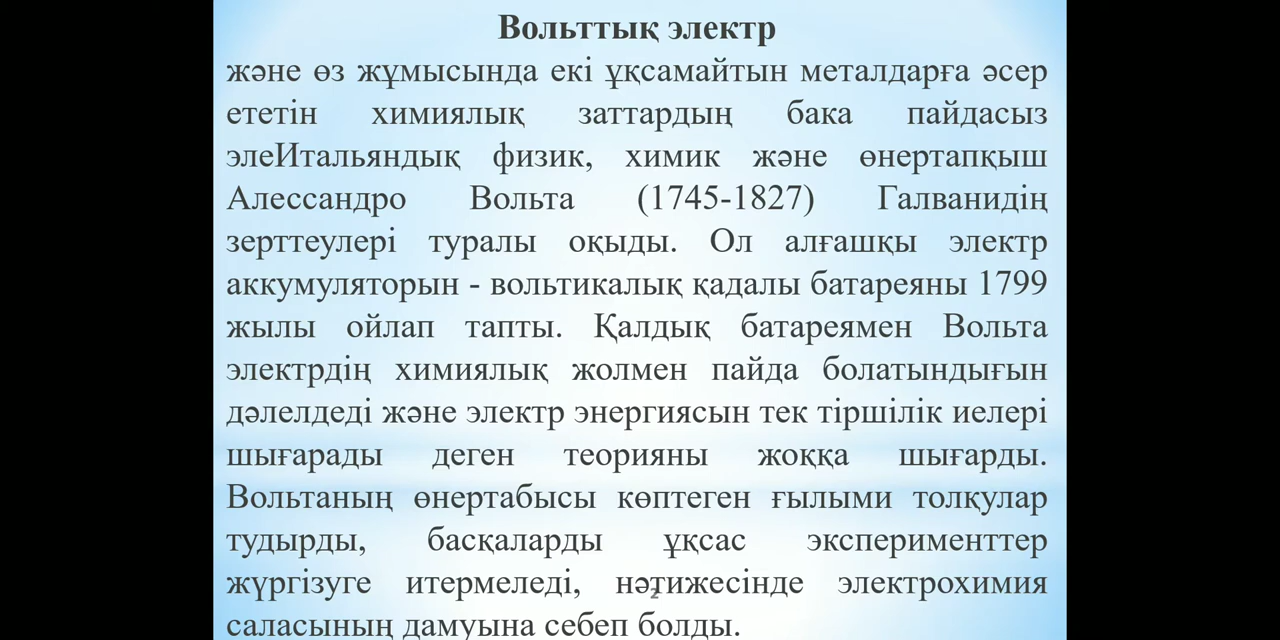 Вольттық электр
және өз жұмысында екі ұқсамайтын металдарға әсер
ететін химиялық заттардың бака пайдасыз
элеИтальяндық физик, химик және өнертапқыш
Алессандро Вольта (1745-1827) Галванидің
зерттеулері туралы оқыды. Ол алғашқы электр
аккумуляторын - вольтикалық қадалы батареяны 1799
жылы ойлап тапты. Қалдық батареямен Вольта
электрдің химиялық жолмен пайда болатындығын
дәлелдеді және электр энергиясын тек тіршілік иелері
шығарады деген теорияны жоққа шығарды.
Вольтаның өнертабысы көптеген ғылыми толқулар
тудырды, басқаларды ұқсас эксперименттер
жүргізуге итермеледі, нәтижесінде электрохимия
саласының дамуына себеп болды.
2